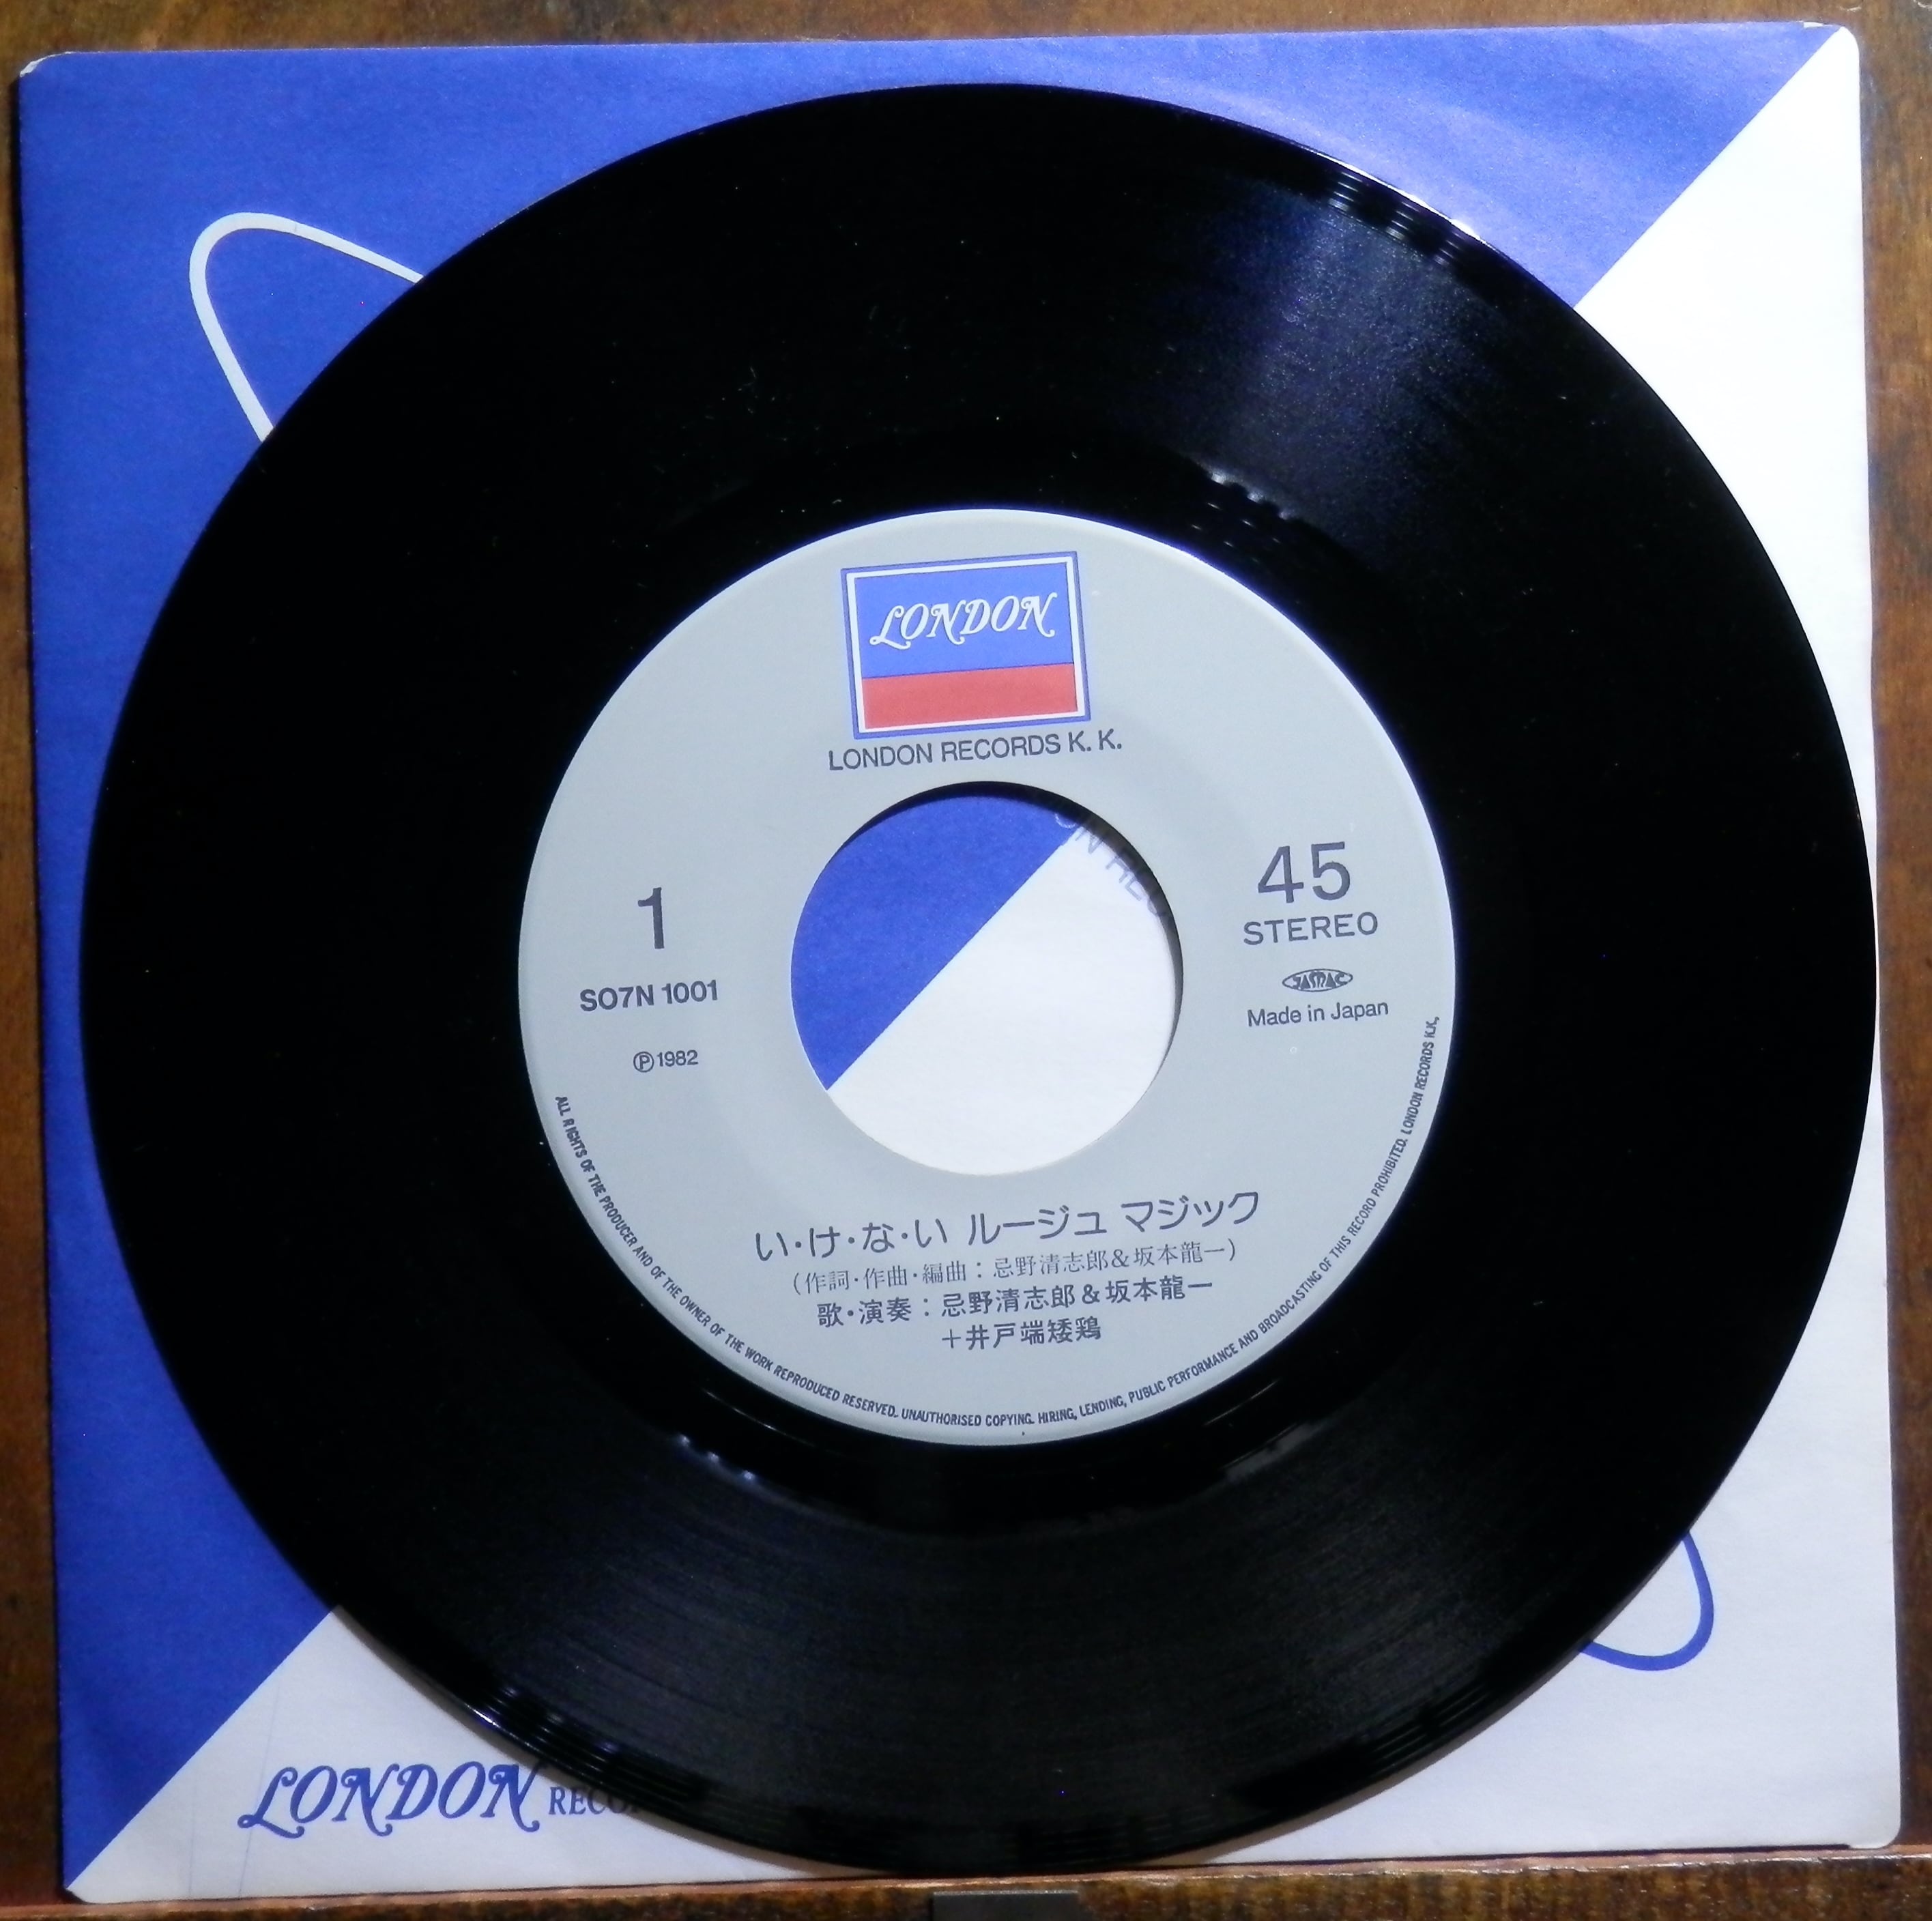 LONDON
LONDON RECORDS K. K.
1
SO7N 1001
Ⓟ1982
45
STEREO
JASRAC
Made in Japan
い・け・な・い ルージュ マジック
（作詞・作曲・編曲：忌野清志郎＆坂本龍一）
歌・演奏：忌野清志郎＆坂本龍一
＋井戸端矮鶏
ALL RIGHTS OF THE PRODUCER AND OF THE OWNER OF THE WORK REPRODUCED RESERVED. UNAUTHORISED COPYING. HIRING, LENDING, PUBLIC PERFORMANCE AND BROADCASTING OF THIS RECORD PROHIBITED. LONDON RECORDS K.K.
LONDON